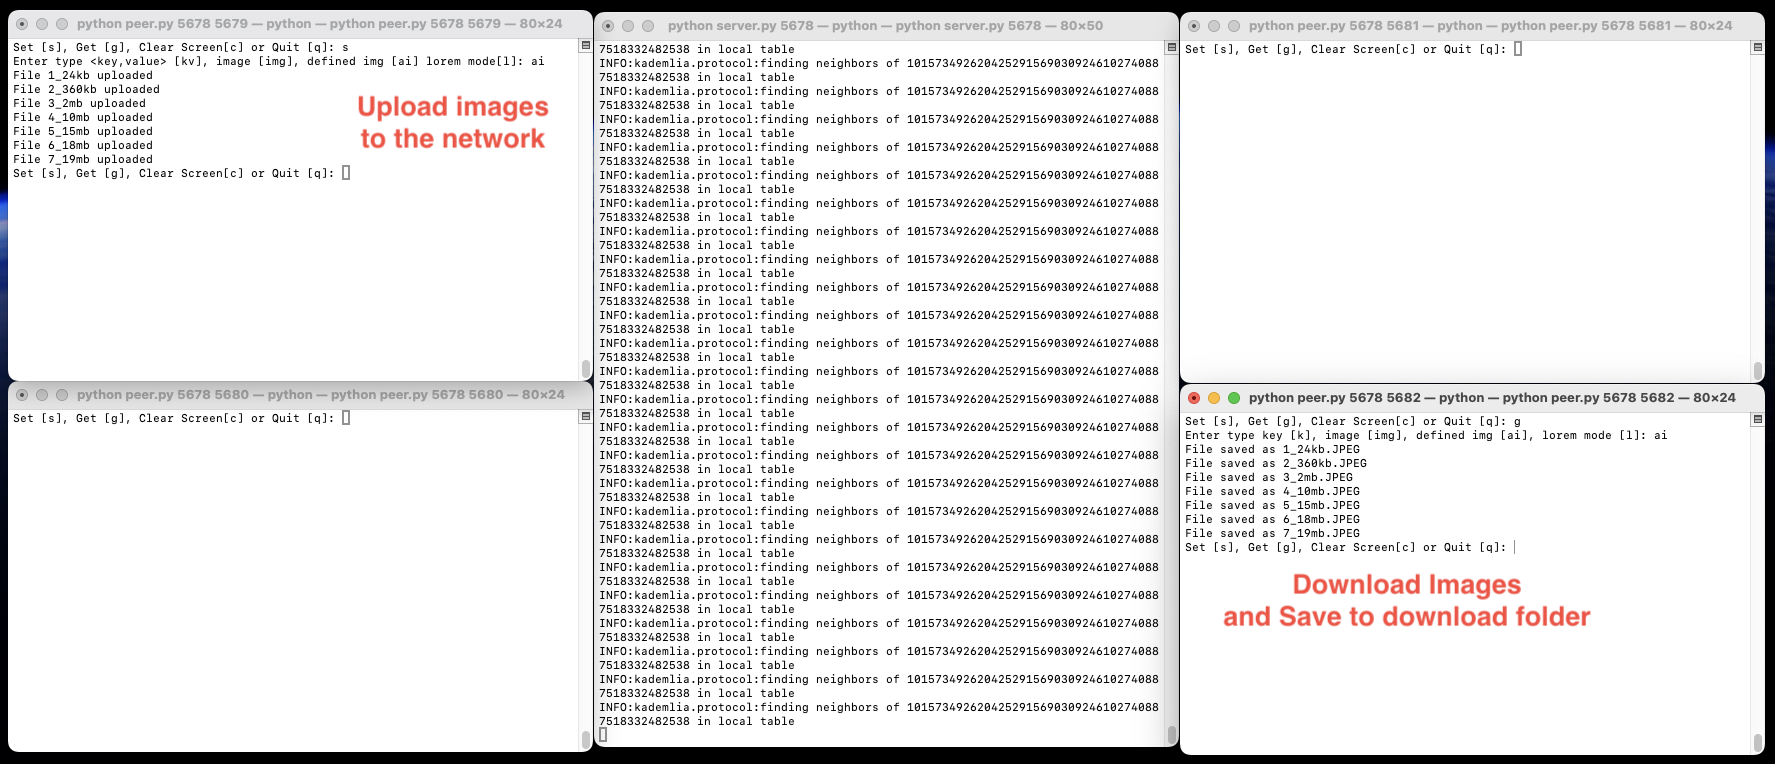 python peer.py 5678 5679 — python — python peer.py 5678 5679 — 80×24
Set [s], Get [g], Clear Screen[c] or Quit [q]: s
Enter type <key,value> [kv], image [img], defined img [ai] lorem mode[l]: ai
File 1_24kb uploaded
File 2_360kb uploaded
File 3_2mb uploaded
File 4_10mb uploaded
File 5_15mb uploaded
File 6_18mb uploaded
File 7_19mb uploaded
Set [s], Get [g], Clear Screen[c] or Quit [q]:
Upload images
to the network
python peer.py 5678 5680 — python — python peer.py 5678 5680 — 80×24
Set [s], Get [g], Clear Screen[c] or Quit [q]:
python server.py 5678 — python — python server.py 5678 — 80×50
7518332482538 in local table
INFO:kademlia.protocol:finding neighbors of 101573492620425291569030924610274088
7518332482538 in local table
INFO:kademlia.protocol:finding neighbors of 101573492620425291569030924610274088
7518332482538 in local table
INFO:kademlia.protocol:finding neighbors of 101573492620425291569030924610274088
7518332482538 in local table
INFO:kademlia.protocol:finding neighbors of 101573492620425291569030924610274088
7518332482538 in local table
INFO:kademlia.protocol:finding neighbors of 101573492620425291569030924610274088
7518332482538 in local table
INFO:kademlia.protocol:finding neighbors of 101573492620425291569030924610274088
7518332482538 in local table
INFO:kademlia.protocol:finding neighbors of 101573492620425291569030924610274088
7518332482538 in local table
INFO:kademlia.protocol:finding neighbors of 101573492620425291569030924610274088
7518332482538 in local table
INFO:kademlia.protocol:finding neighbors of 101573492620425291569030924610274088
7518332482538 in local table
INFO:kademlia.protocol:finding neighbors of 101573492620425291569030924610274088
7518332482538 in local table
INFO:kademlia.protocol:finding neighbors of 101573492620425291569030924610274088
7518332482538 in local table
INFO:kademlia.protocol:finding neighbors of 101573492620425291569030924610274088
7518332482538 in local table
INFO:kademlia.protocol:finding neighbors of 101573492620425291569030924610274088
7518332482538 in local table
INFO:kademlia.protocol:finding neighbors of 101573492620425291569030924610274088
7518332482538 in local table
INFO:kademlia.protocol:finding neighbors of 101573492620425291569030924610274088
7518332482538 in local table
INFO:kademlia.protocol:finding neighbors of 101573492620425291569030924610274088
7518332482538 in local table
INFO:kademlia.protocol:finding neighbors of 101573492620425291569030924610274088
7518332482538 in local table
INFO:kademlia.protocol:finding neighbors of 101573492620425291569030924610274088
7518332482538 in local table
INFO:kademlia.protocol:finding neighbors of 101573492620425291569030924610274088
7518332482538 in local table
INFO:kademlia.protocol:finding neighbors of 101573492620425291569030924610274088
7518332482538 in local table
INFO:kademlia.protocol:finding neighbors of 101573492620425291569030924610274088
7518332482538 in local table
INFO:kademlia.protocol:finding neighbors of 101573492620425291569030924610274088
7518332482538 in local table
INFO:kademlia.protocol:finding neighbors of 101573492620425291569030924610274088
7518332482538 in local table
INFO:kademlia.protocol:finding neighbors of 101573492620425291569030924610274088
7518332482538 in local table
python peer.py 5678 5681 — python — python peer.py 5678 5681 — 80×24
Set [s], Get [g], Clear Screen[c] or Quit [q]:
python peer.py 5678 5682 — python — python peer.py 5678 5682 — 80×24
Set [s], Get [g], Clear Screen[c] or Quit [q]: g
Enter type key [k], image [img], defined img [ai], lorem mode [l]: ai
File saved as 1_24kb.JPEG
File saved as 2_360kb.JPEG
File saved as 3_2mb.JPEG
File saved as 4_10mb.JPEG
File saved as 5_15mb.JPEG
File saved as 6_18mb.JPEG
File saved as 7_19mb.JPEG
Set [s], Get [g], Clear Screen[c] or Quit [q]:
Download Images
and Save to download folder